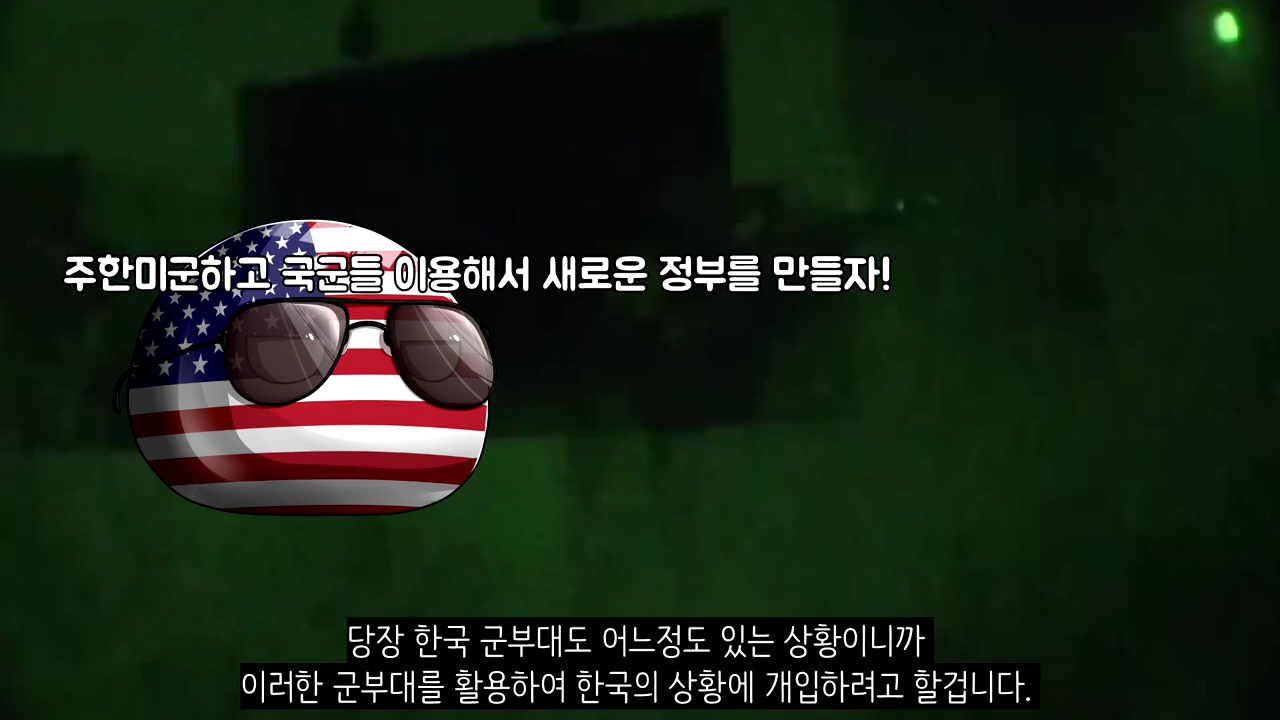 주한미군하고 국군들 이용해서 새로운 정부를 만들자!
당장 한국 군부대도 어느정도 있는 상황이니까
이러한 군부대를 활용하여 한국의 상황에 개입하려고 할겁니다.